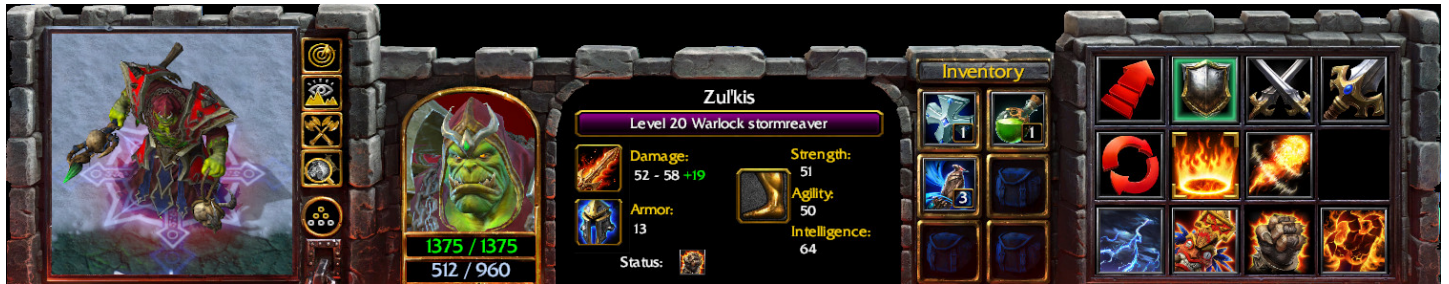 Zul'kis
Level 20 Warlock stormreaver
Damage:
52 - 58 +19
Armor:
13
Status:
Strength:
51
Agility:
50
Intelligence:
64
1375 / 1375
512 / 960
Inventory
1
1
3